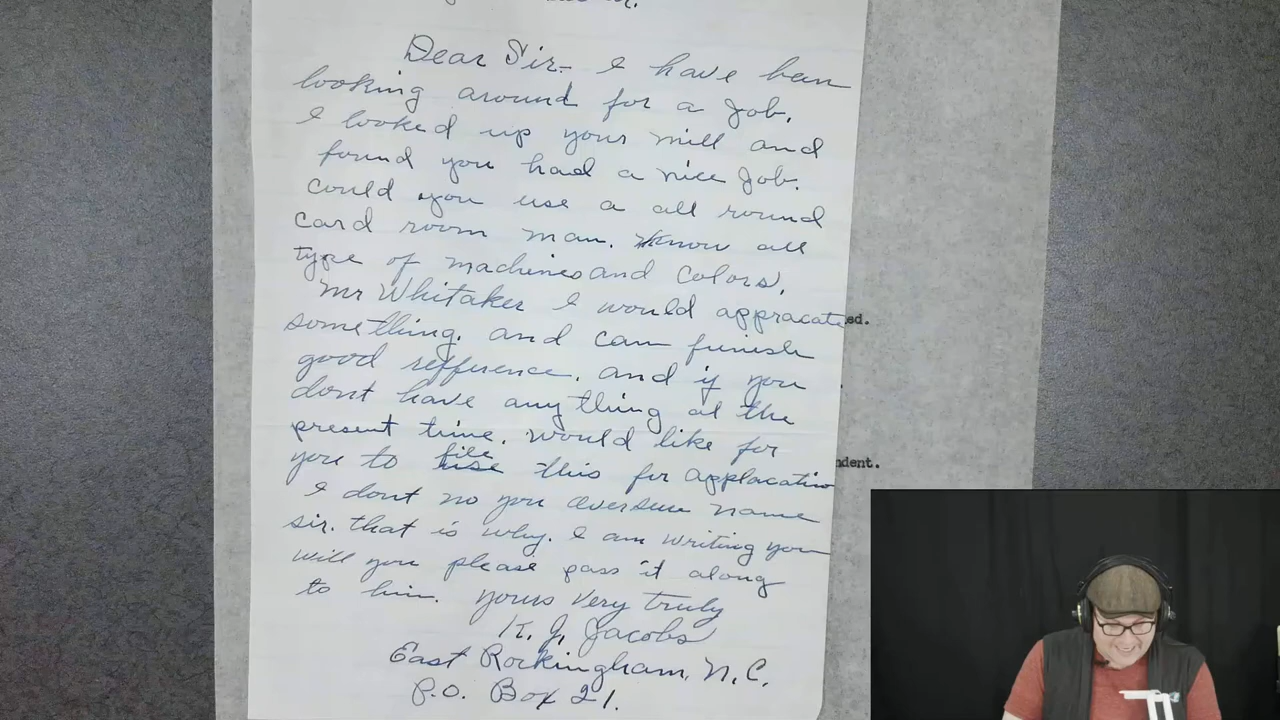 Dear Sir- I have ben
looking around for a Job.
I looked up your mill and
found you had a nice Job.
could you use a all round
card room man. Know all
type of machines and Colors.
Mr Whitaker I would appracate
something. and can funish
good refference. and if you
dont have any thing at the
present time. would like for
you to file this for applacation
I dont no you overseer name
sir. that is why. I am writing you
will you please pass it along
to him. yours Very truly
K. J. Jacobs
East Rockingham, N.C.
P.O. Box 21.
ed.
ndent.